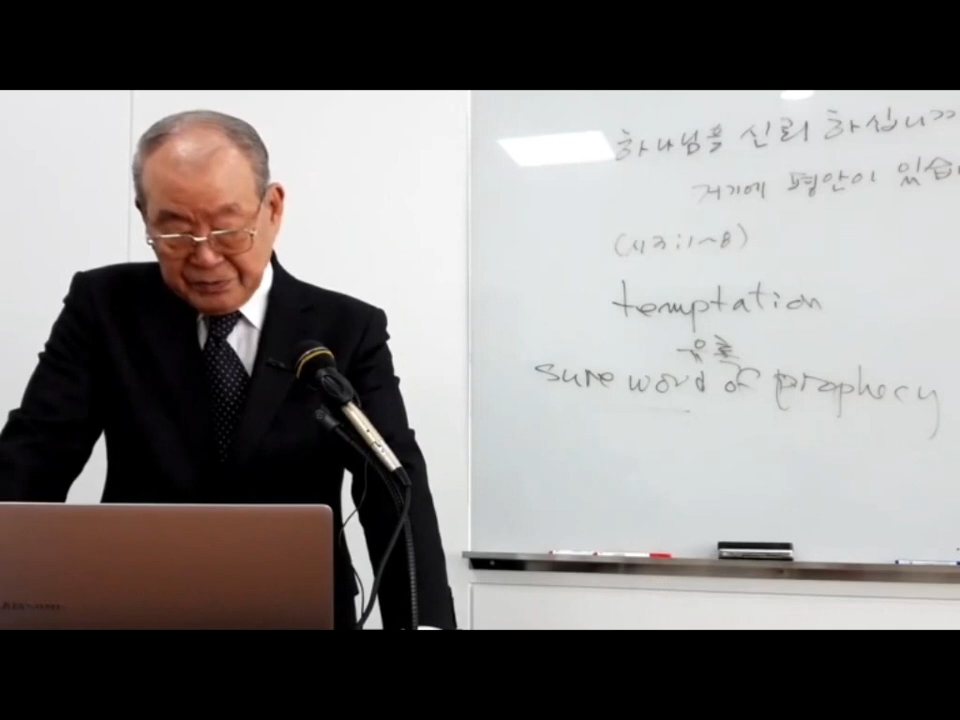 하나님을 신뢰 하십니
거기에 평안이 있습
(시3:1~8)
temptation
유혹
sure word of prophecy